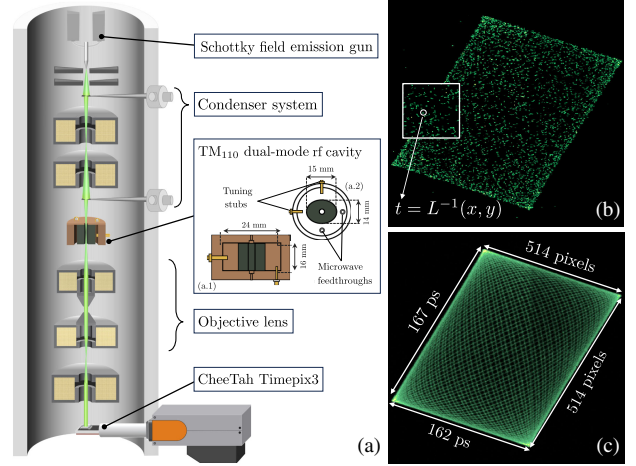 Schottky field emission gun
Condenser system
TM110 dual-mode rf cavity
15 mm
(a.2)
Tuning
stubs
14 mm
24 mm
16 mm
Microwave
feedthroughs
(a.1)
Objective lens
CheeTah Timepix3
(a)
t = L⁻¹(x, y)
(b)
514 pixels
167 ps
514 pixels
162 ps
(c)